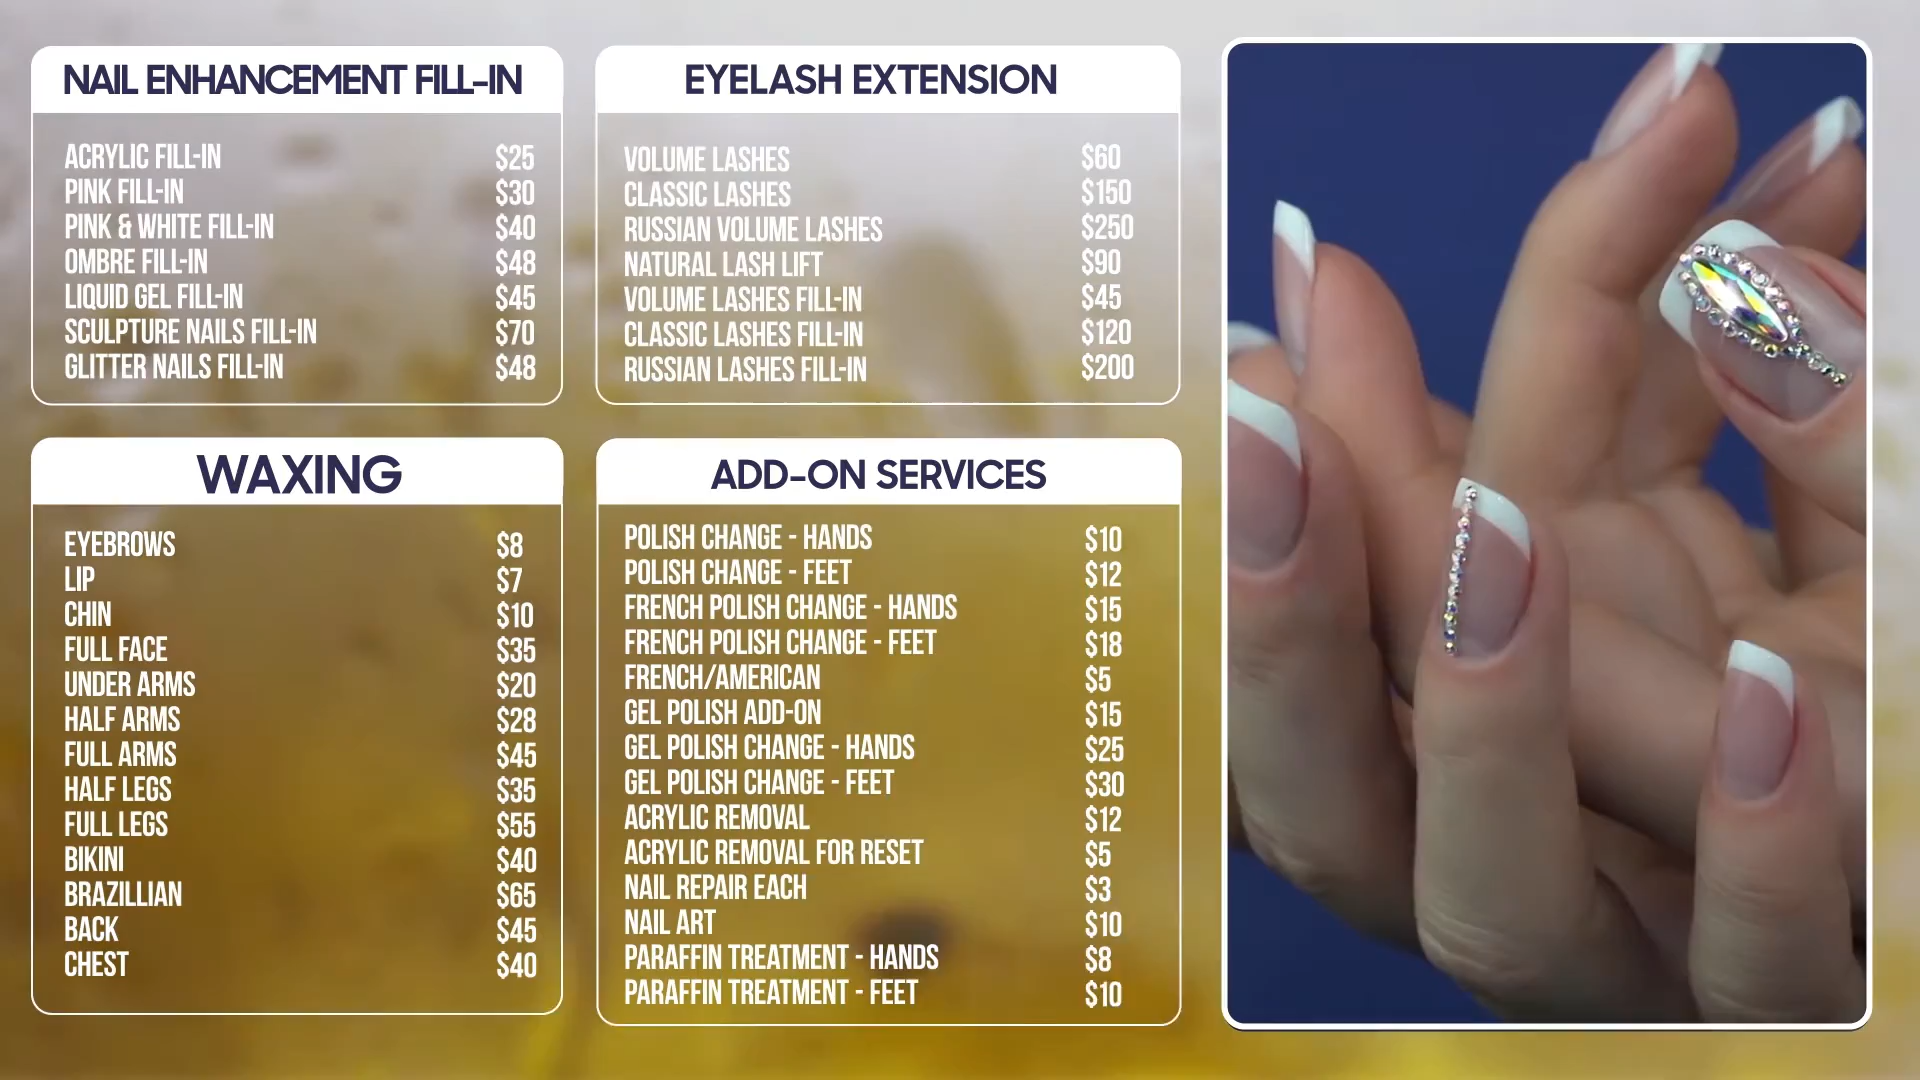 NAIL ENHANCEMENT FILL-IN
ACRYLIC FILL-IN $25
PINK FILL-IN $30
PINK & WHITE FILL-IN $40
OMBRE FILL-IN $48
LIQUID GEL FILL-IN $45
SCULPTURE NAILS FILL-IN $70
GLITTER NAILS FILL-IN $48
EYELASH EXTENSION
VOLUME LASHES $60
CLASSIC LASHES $150
RUSSIAN VOLUME LASHES $250
NATURAL LASH LIFT $90
VOLUME LASHES FILL-IN $45
CLASSIC LASHES FILL-IN $120
RUSSIAN LASHES FILL-IN $200
WAXING
EYEBROWS $8
LIP $7
CHIN $10
FULL FACE $35
UNDER ARMS $20
HALF ARMS $28
FULL ARMS $45
HALF LEGS $35
FULL LEGS $55
BIKINI $40
BRAZILLIAN $65
BACK $45
CHEST $40
ADD-ON SERVICES
POLISH CHANGE - HANDS $10
POLISH CHANGE - FEET $12
FRENCH POLISH CHANGE - HANDS $15
FRENCH POLISH CHANGE - FEET $18
FRENCH/AMERICAN $5
GEL POLISH ADD-ON $15
GEL POLISH CHANGE - HANDS $25
GEL POLISH CHANGE - FEET $30
ACRYLIC REMOVAL $12
ACRYLIC REMOVAL FOR RESET $5
NAIL REPAIR EACH $3
NAIL ART $10
PARAFFIN TREATMENT - HANDS $8
PARAFFIN TREATMENT - FEET $10